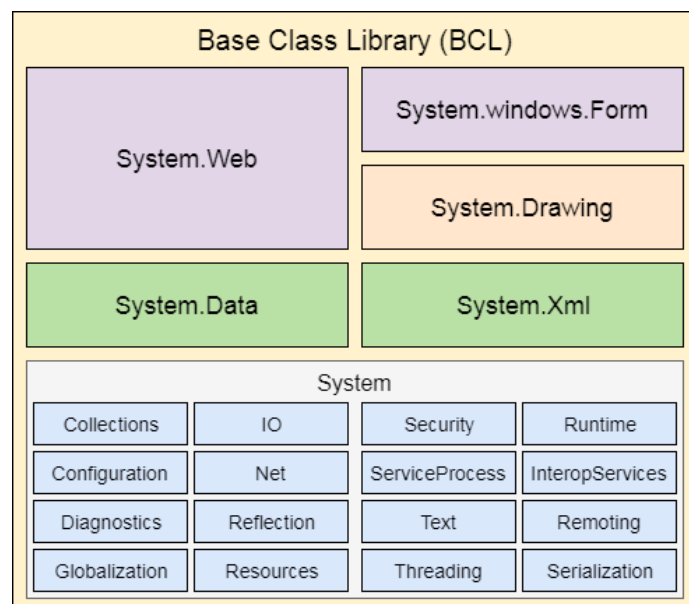 Base Class Library (BCL)
System.Web
System.windows.Form
System.Drawing
System.Data
System.Xml
System
Collections
IO
Security
Runtime
Configuration
Net
ServiceProcess
InteropServices
Diagnostics
Reflection
Text
Remoting
Globalization
Resources
Threading
Serialization